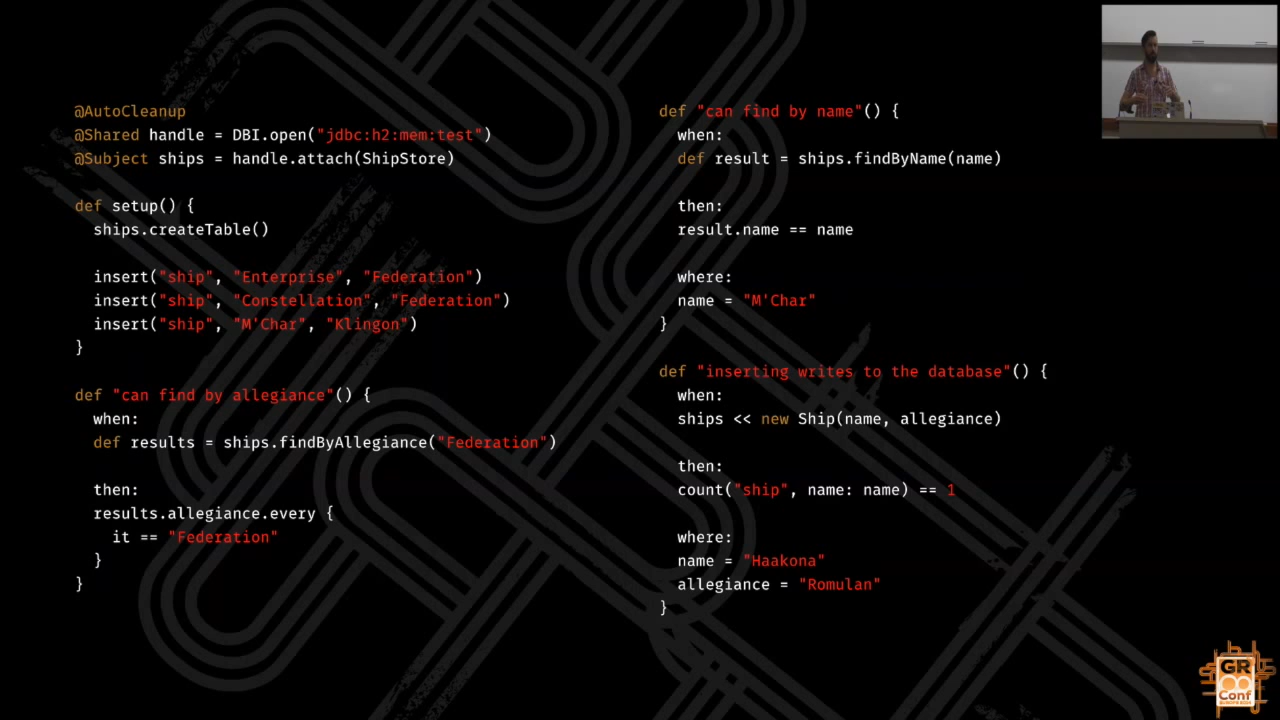 @AutoCleanup
@Shared handle = DBI.open("jdbc:h2:mem:test")
@Subject ships = handle.attach(ShipStore)
def setup() {
ships.createTable()
insert("ship", "Enterprise", "Federation")
insert("ship", "Constellation", "Federation")
insert("ship", "M'Char", "Klingon")
}
def "can find by allegiance"() {
when:
def results = ships.findByAllegiance("Federation")
then:
results.allegiance.every {
it == "Federation"
}
}
def "can find by name"() {
when:
def result = ships.findByName(name)
then:
result.name == name
where:
name = "M'Char"
}
def "inserting writes to the database"() {
when:
ships << new Ship(name, allegiance)
then:
count("ship", name: name) == 1
where:
name = "Haakona"
allegiance = "Romulan"
}
GR
Conf